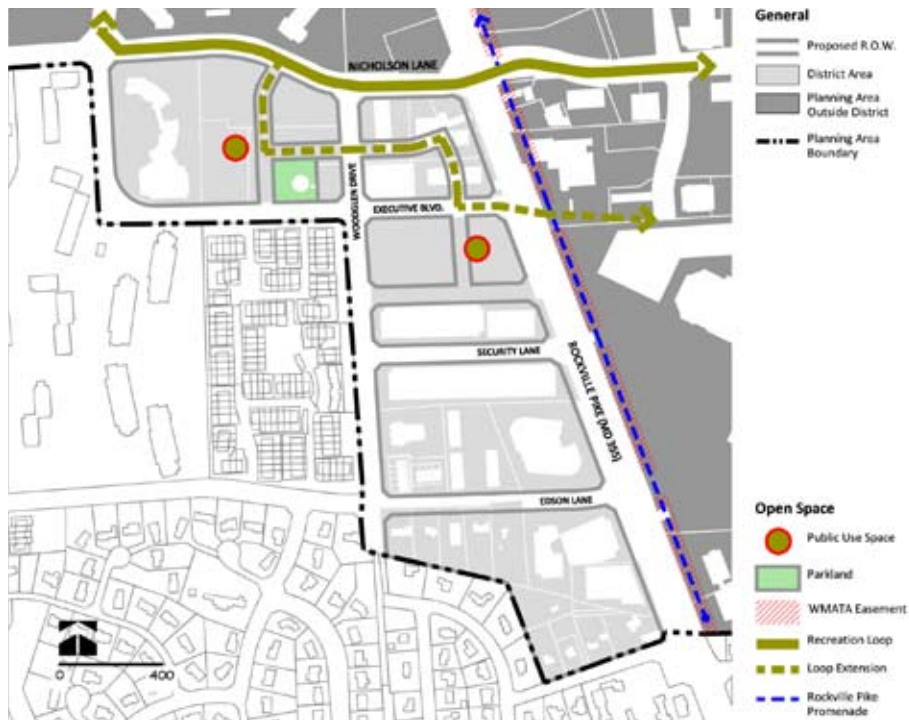 General
Proposed R.O.W.
District Area
Planning Area
Outside District
Planning Area
Boundary
NICHOLSON LANE
WOODGLEN DRIVE
EXECUTIVE BLVD.
SECURITY LANE
ROCKVILLE PIKE (MD 355)
EDSON LANE
Open Space
Public Use Space
Parkland
WMATA Easement
Recreation Loop
Loop Extension
Rockville Pike
Promenade
0
400